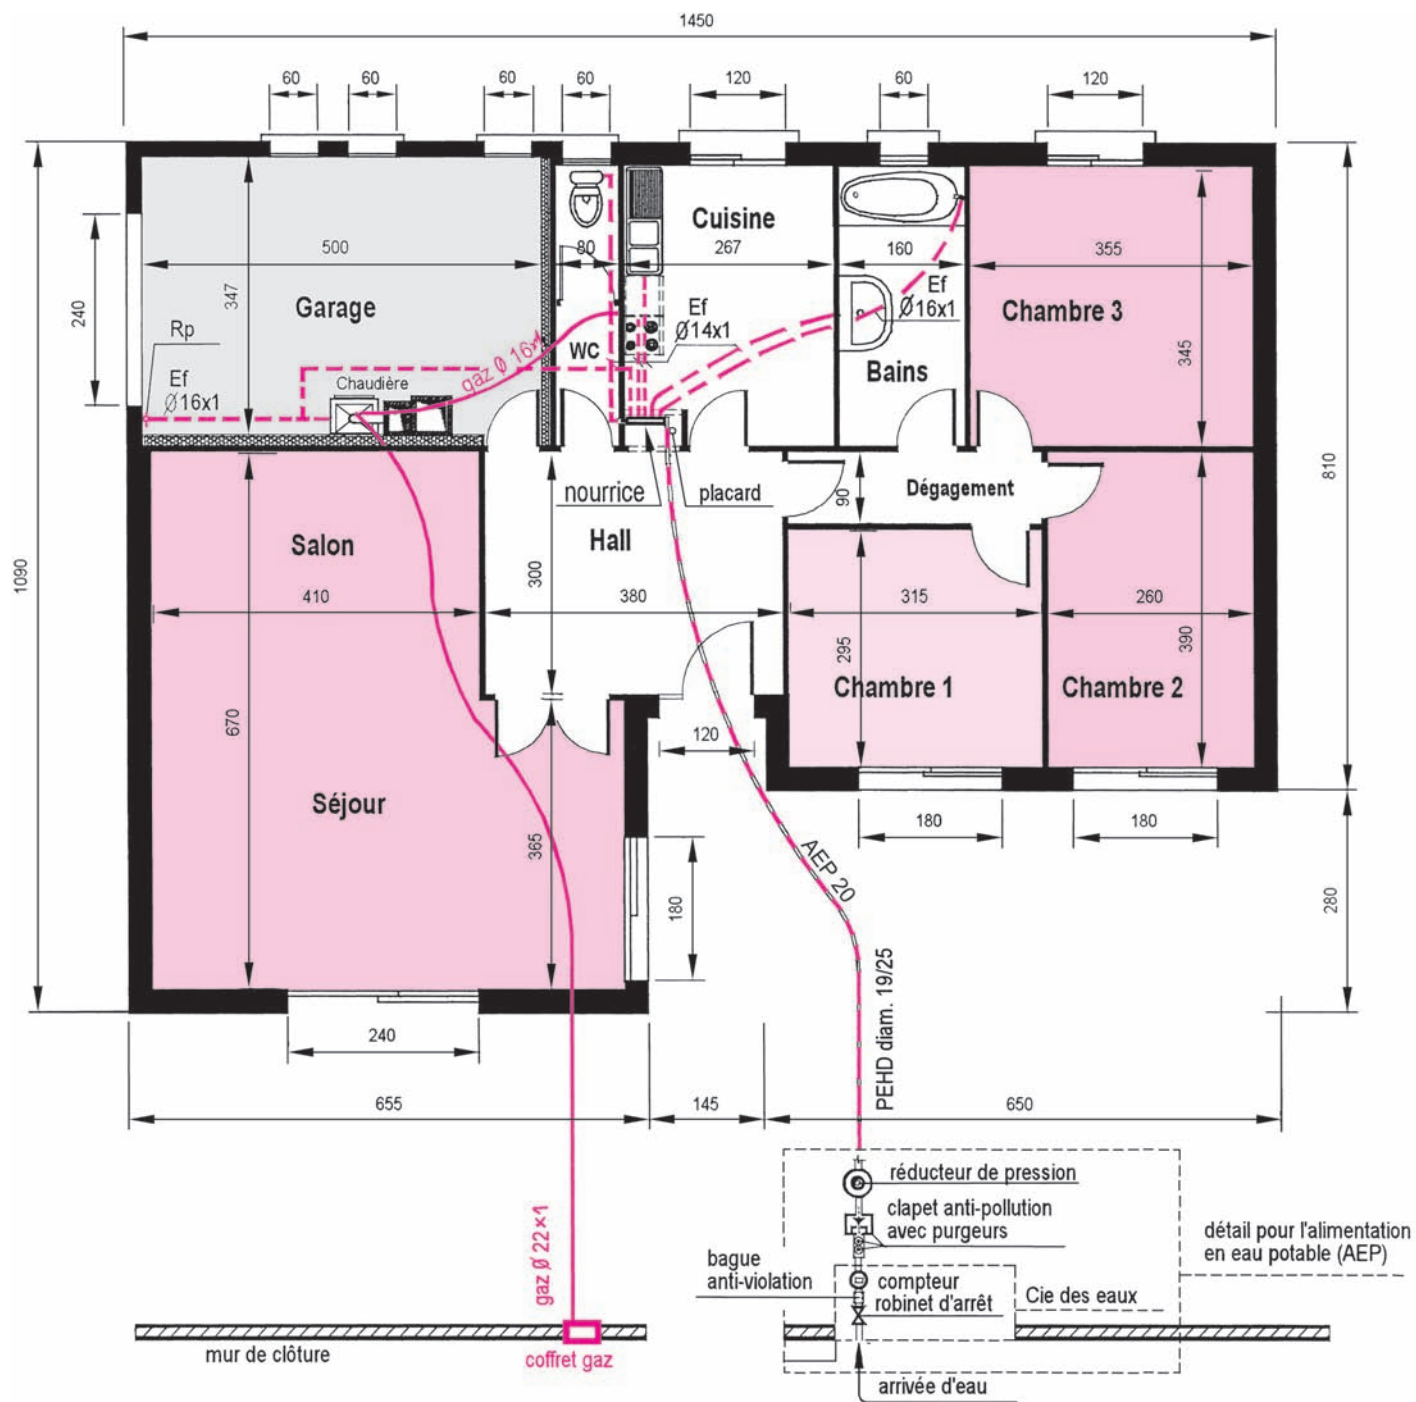 1450
60
60
60
60
120
60
120
1090
810
240
347
500
Garage
Rp
Ef
Ø16x1
Chaudière
gaz Ø 16x1
80
WC
Cuisine
267
Ef
Ø14x1
160
Ef
Ø16x1
Bains
355
Chambre 3
345
nourrice
placard
90
Dégagement
Salon
410
670
Hall
300
380
315
295
Chambre 1
260
390
Chambre 2
120
180
180
Séjour
365
180
AEP 20
280
240
PEHD diam. 19/25
655
145
650
gaz Ø 22×1
réducteur de pression
clapet anti-pollution
avec purgeurs
détail pour l'alimentation
en eau potable (AEP)
bague
anti-violation
compteur
robinet d'arrêt
Cie des eaux
mur de clôture
coffret gaz
arrivée d'eau